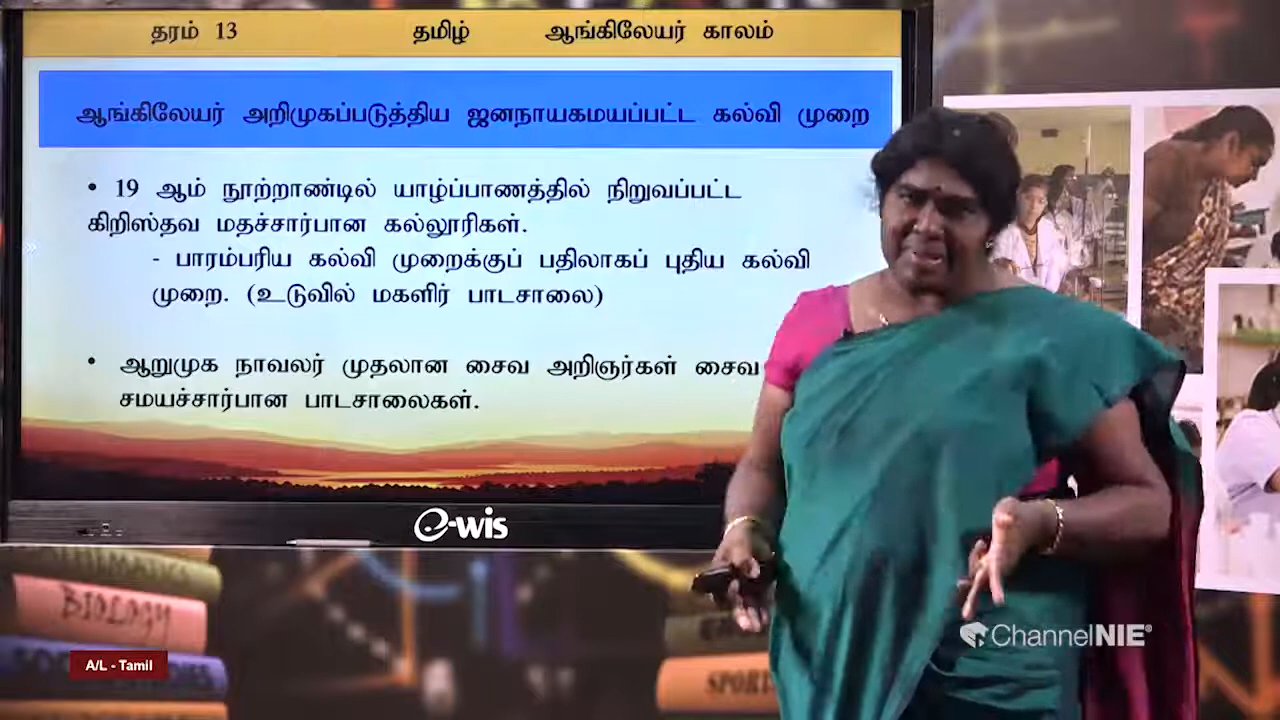 தரம் 13 தமிழ் ஆங்கிலேயர் காலம்
ஆங்கிலேயர் அறிமுகப்படுத்திய ஜனநாயகமயப்பட்ட கல்வி முறை
• 19 ஆம் நூற்றாண்டில் யாழ்ப்பாணத்தில் நிறுவப்பட்ட
கிறிஸ்தவ மதச்சார்பான கல்லூரிகள்.
- பாரம்பரிய கல்வி முறைக்குப் பதிலாகப் புதிய கல்வி
முறை. (உடுவில் மகளிர் பாடசாலை)
• ஆறுமுக நாவலர் முதலான சைவ அறிஞர்கள் சைவ
சமயச்சார்பான பாடசாலைகள்.
e-wis
BIOLOGY
ChannelNIE®
A/L - Tamil